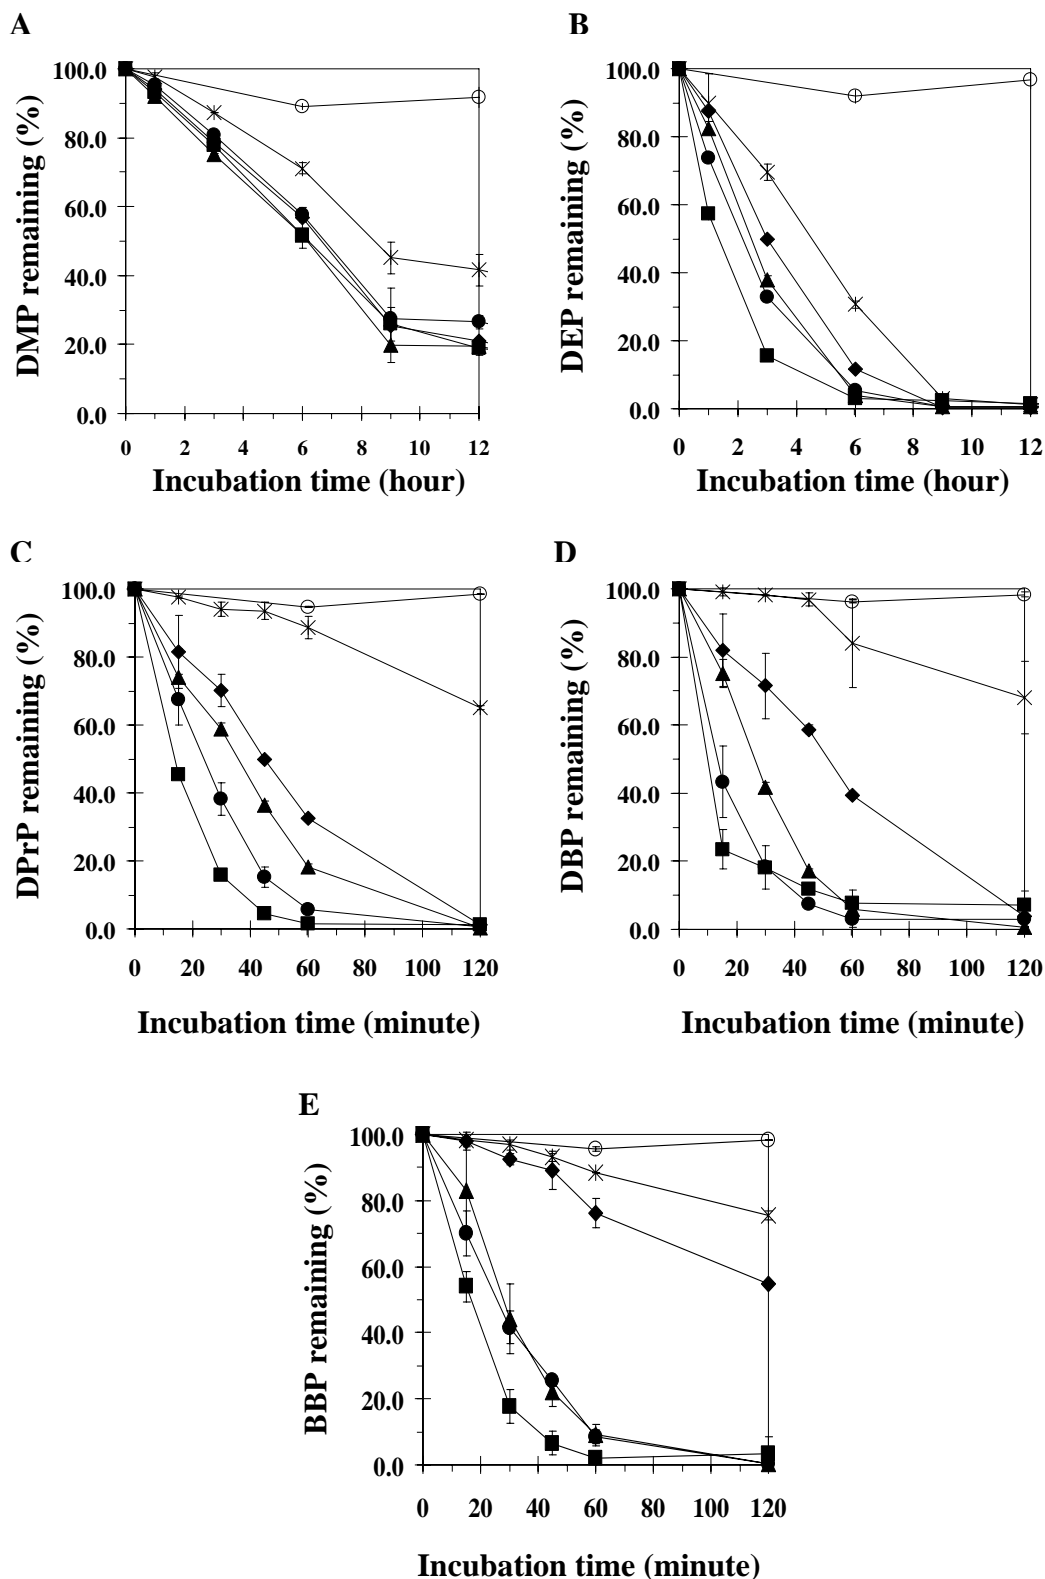 A
B
100.0
80.0
60.0
40.0
20.0
0.0
DMP remaining (%)
0 2 4 6 8 10 12
Incubation time (hour)
100.0
80.0
60.0
40.0
20.0
0.0
DEP remaining (%)
0 2 4 6 8 10 12
Incubation time (hour)
C
D
100.0
80.0
60.0
40.0
20.0
0.0
DPrP remaining (%)
0 20 40 60 80 100 120
Incubation time (minute)
100.0
80.0
60.0
40.0
20.0
0.0
DBP remaining (%)
0 20 40 60 80 100 120
Incubation time (minute)
E
100.0
80.0
60.0
40.0
20.0
0.0
BBP remaining (%)
0 20 40 60 80 100 120
Incubation time (minute)